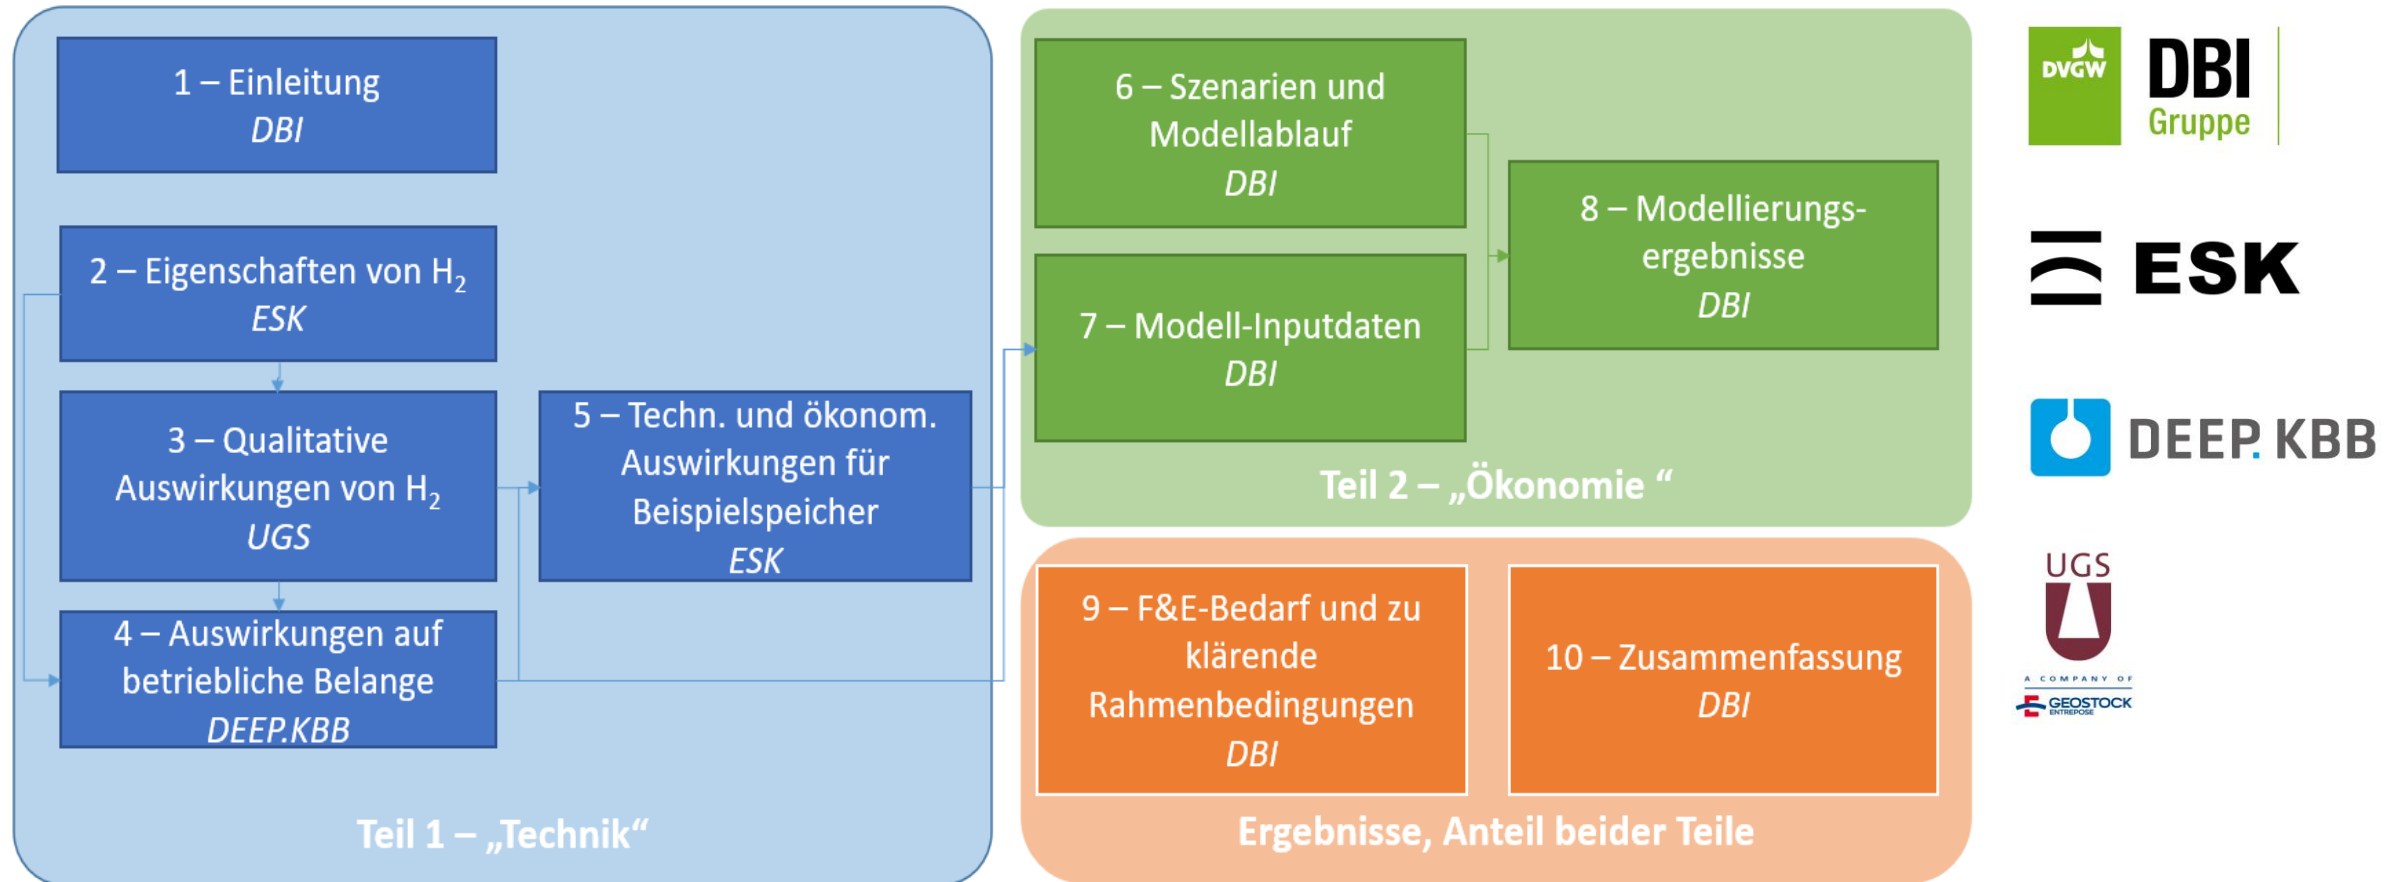 1 – Einleitung
DBI
2 – Eigenschaften von H₂
ESK
3 – Qualitative
Auswirkungen von H₂
UGS
4 – Auswirkungen auf
betriebliche Belange
DEEP.KBB
5 – Techn. und ökonom.
Auswirkungen für
Beispielspeicher
ESK
Teil 1 – „Technik“
6 – Szenarien und
Modellablauf
DBI
7 – Modell-Inputdaten
DBI
8 – Modellierungs-
ergebnisse
DBI
Teil 2 – „Ökonomie “
9 – F&E-Bedarf und zu
klärende
Rahmenbedingungen
DBI
10 – Zusammenfassung
DBI
Ergebnisse, Anteil beider Teile
DVGW
DBI
Gruppe
ESK
DEEP. KBB
UGS
A COMPANY OF
GEOSTOCK
ENTREPOSE